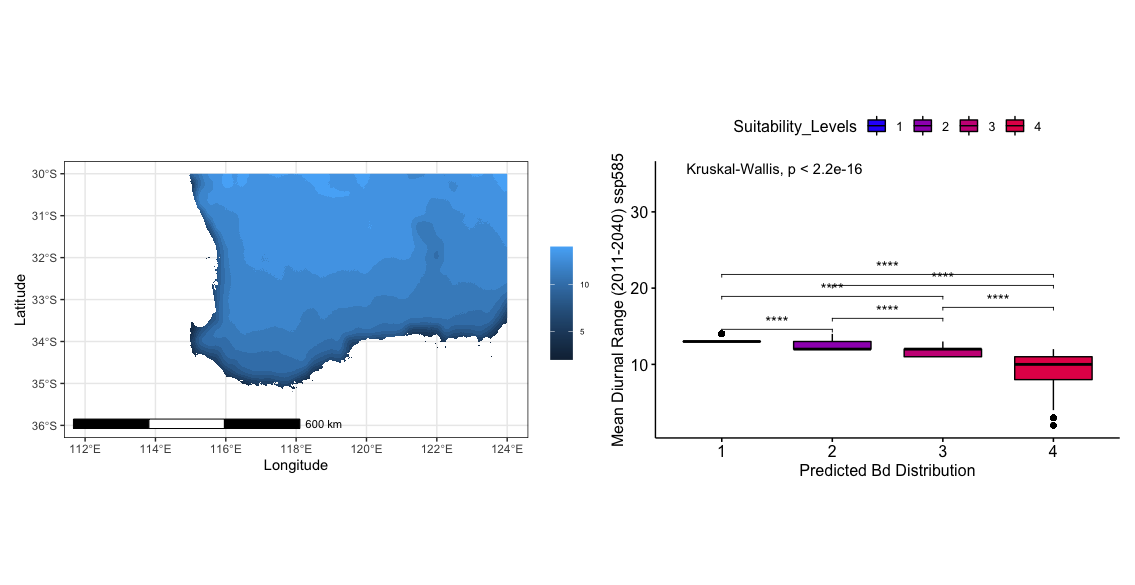 30°S
31°S
32°S
33°S
34°S
35°S
36°S
Latitude
600 km
112°E 114°E 116°E 118°E 120°E 122°E 124°E
Longitude
10
5
Suitability_Levels 1 2 3 4
Kruskal-Wallis, p < 2.2e-16
Mean Diurnal Range (2011-2040) ssp585
30
20
10
****
****
****
****
****
****
1 2 3 4
Predicted Bd Distribution